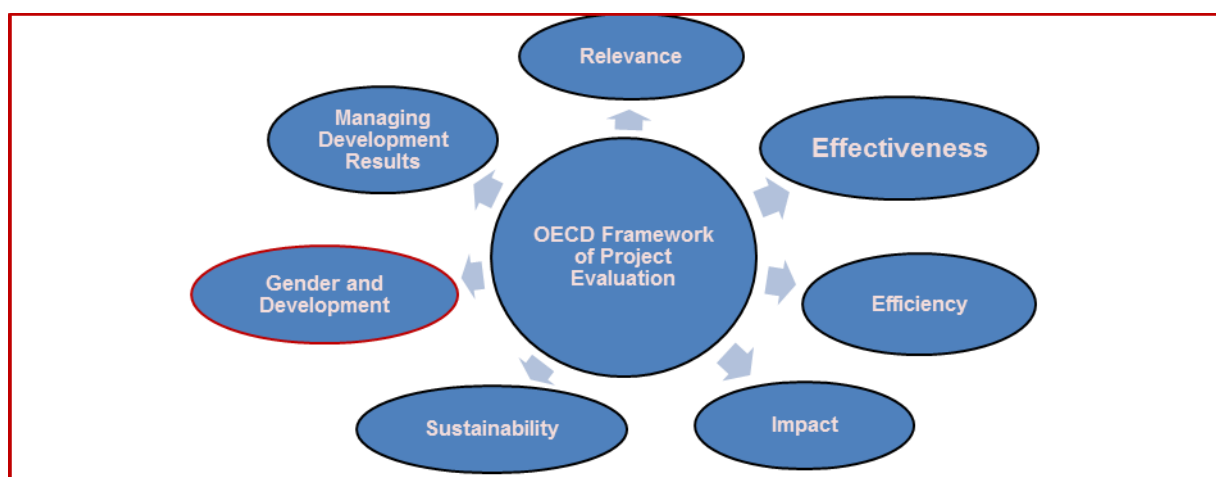 Relevance
Managing
Development
Results
Effectiveness
OECD Framework
of Project
Evaluation
Gender and
Development
Efficiency
Sustainability
Impact